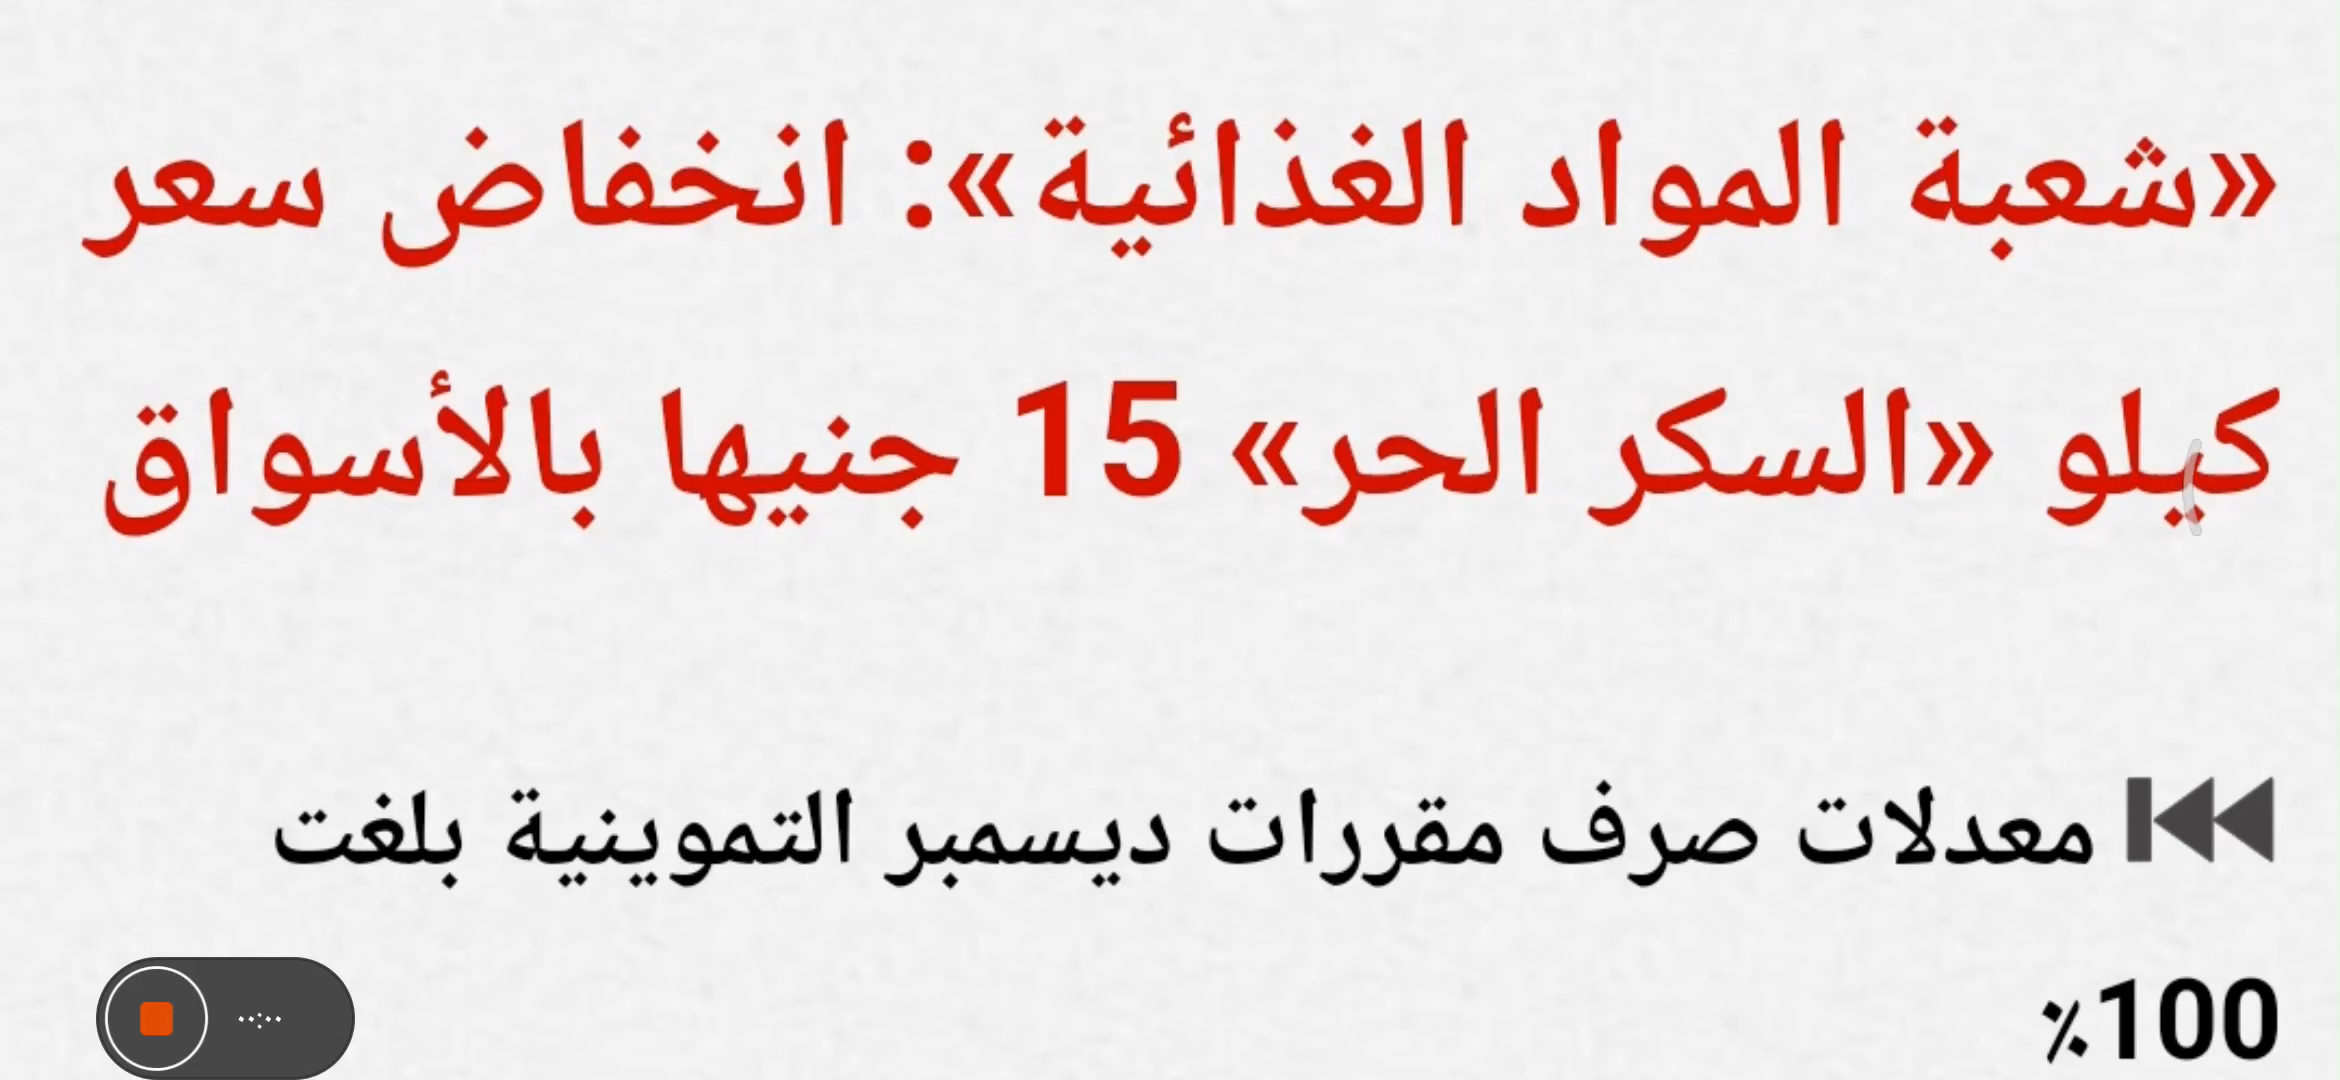 «شعبة المواد الغذائية»: انخفاض سعر
كيلو «السكر الحر» 15 جنيها بالأسواق
معدلات صرف مقررات ديسمبر التموينية بلغت
100٪